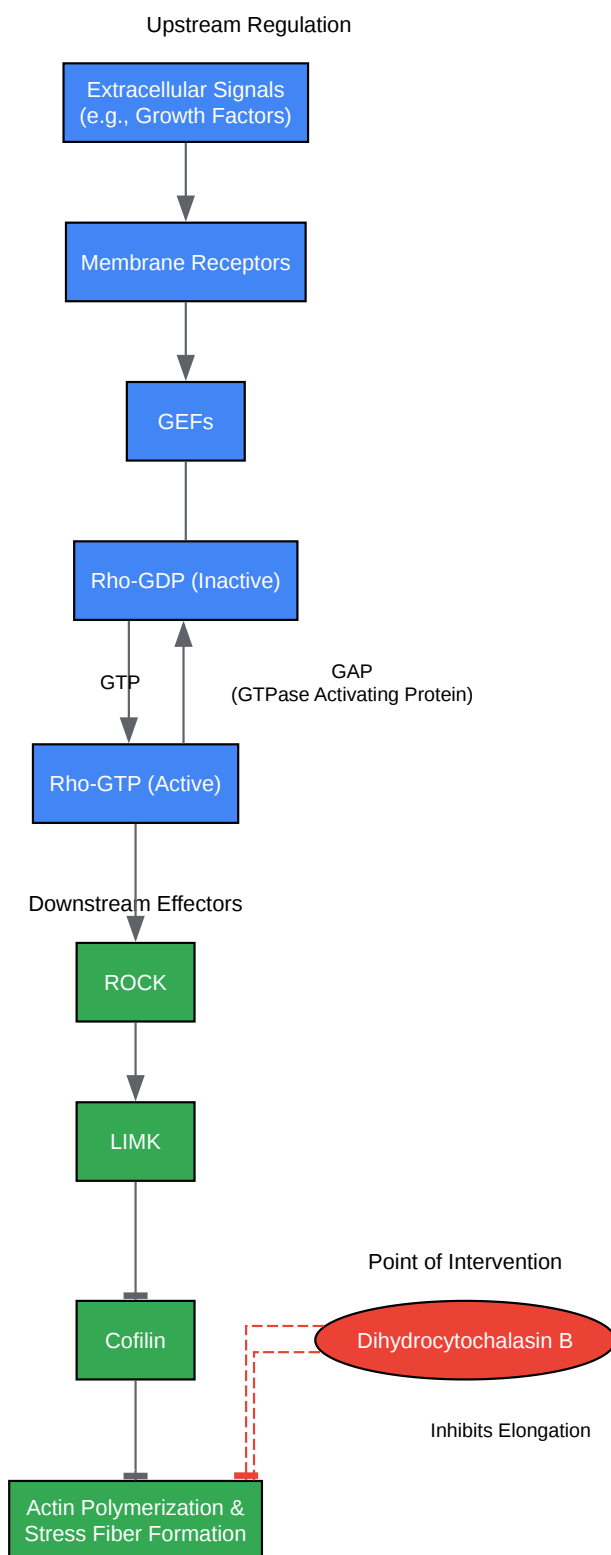 Upstream Regulation
Extracellular Signals
(e.g., Growth Factors)
Membrane Receptors
GEFs
Rho-GDP (Inactive)
GTP
GAP
(GTPase Activating Protein)
Rho-GTP (Active)
Downstream Effectors
ROCK
LIMK
Point of Intervention
Cofilin
Dihydrocytochalasin B
Inhibits Elongation
Actin Polymerization &
Stress Fiber Formation